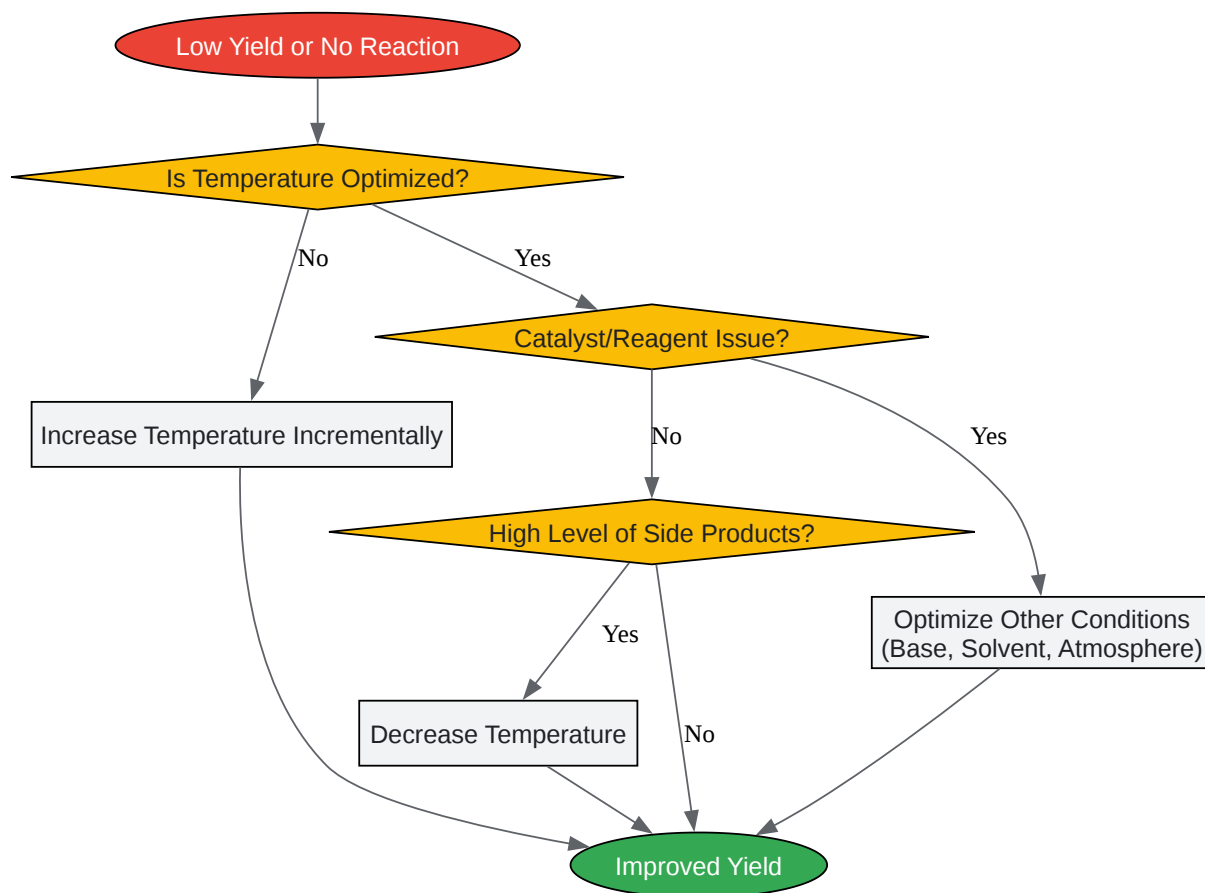 Low Yield or No Reaction
Is Temperature Optimized?
No
Yes
Catalyst/Reagent Issue?
Increase Temperature Incrementally
No
Yes
High Level of Side Products?
Optimize Other Conditions
(Base, Solvent, Atmosphere)
Yes
Decrease Temperature
No
Improved Yield